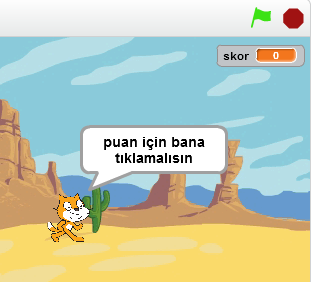 skor 0
puan için bana
tıklamalısın